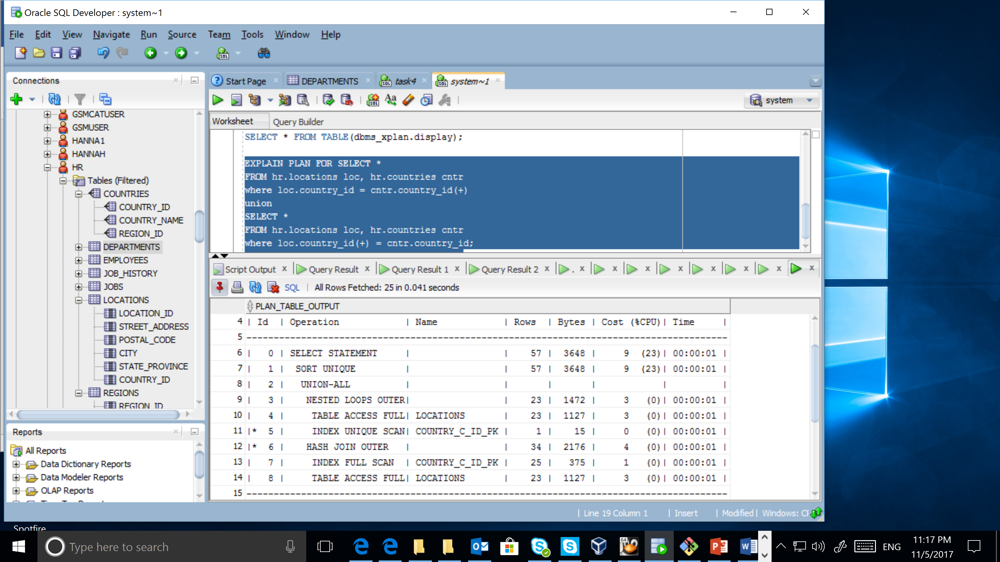 Oracle SQL Developer : system~1
File Edit View Navigate Run Source Team Tools Window Help
Connections
GSMCATUSER
GSMUSER
HANNA1
HANNAH
HR
Tables (Filtered)
COUNTRIES
COUNTRY_ID
COUNTRY_NAME
REGION_ID
DEPARTMENTS
EMPLOYEES
JOB_HISTORY
JOBS
LOCATIONS
LOCATION_ID
STREET_ADDRESS
POSTAL_CODE
CITY
STATE_PROVINCE
COUNTRY_ID
REGIONS
REGION_ID
Reports
All Reports
Data Dictionary Reports
Data Modeler Reports
OLAP Reports
Start Page DEPARTMENTS task4 system~1
system
Worksheet Query Builder
SELECT * FROM TABLE(dbms_xplan.display);
EXPLAIN PLAN FOR SELECT *
FROM hr.locations loc, hr.countries cntr
where loc.country_id = cntr.country_id(+)
union
SELECT *
FROM hr.locations loc, hr.countries cntr
where loc.country_id(+) = cntr.country_id;
Script Output Query Result Query Result 1 Query Result 2 .
SQL | All Rows Fetched: 25 in 0.041 seconds
PLAN_TABLE_OUTPUT
4 | Id | Operation | Name | Rows | Bytes | Cost (%CPU)| Time |
5 ----------------------------------------------------------------------------------------
6 | 0 | SELECT STATEMENT | | 57 | 3648 | 9 (23)| 00:00:01 |
7 | 1 | SORT UNIQUE | | 57 | 3648 | 9 (23)| 00:00:01 |
8 | 2 | UNION-ALL | | | | | |
9 | 3 | NESTED LOOPS OUTER| | 23 | 1472 | 3 (0)| 00:00:01 |
10 | 4 | TABLE ACCESS FULL| LOCATIONS | 23 | 1127 | 3 (0)| 00:00:01 |
11 |* 5 | INDEX UNIQUE SCAN| COUNTRY_C_ID_PK | 1 | 15 | 0 (0)| 00:00:01 |
12 |* 6 | HASH JOIN OUTER | | 34 | 2176 | 4 (0)| 00:00:01 |
13 | 7 | INDEX FULL SCAN | COUNTRY_C_ID_PK | 25 | 375 | 1 (0)| 00:00:01 |
14 | 8 | TABLE ACCESS FULL| LOCATIONS | 23 | 1127 | 3 (0)| 00:00:01 |
15 ----------------------------------------------------------------------------------------
| Line 19 Column 1 | Insert | Modified | Windows:
Spotfire
Type here to search
64
ENG
11:17 PM
11/5/2017